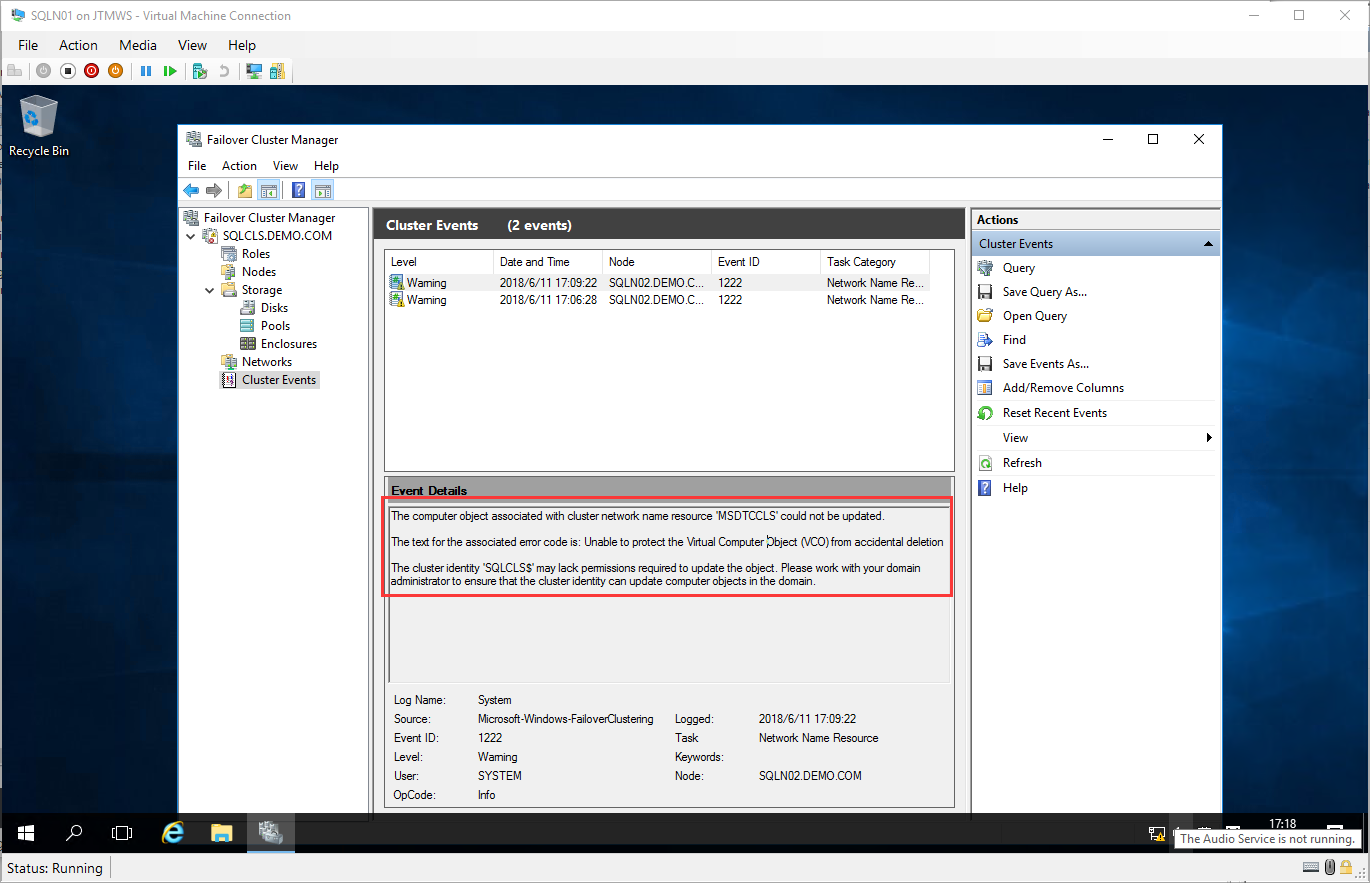 SQLN01 on JTMWS - Virtual Machine Connection
File Action Media View Help
Recycle Bin
Failover Cluster Manager
File Action View Help
Failover Cluster Manager
SQLCLS.DEMO.COM
Roles
Nodes
Storage
Disks
Pools
Enclosures
Networks
Cluster Events
Cluster Events (2 events)
Level Date and Time Node Event ID Task Category
Warning 2018/6/11 17:09:22 SQLN02.DEMO.C... 1222 Network Name Re...
Warning 2018/6/11 17:06:28 SQLN02.DEMO.C... 1222 Network Name Re...
Event Details
The computer object associated with cluster network name resource 'MSDTCCLS' could not be updated.
The text for the associated error code is: Unable to protect the Virtual Computer Object (VCO) from accidental deletion
The cluster identity 'SQLCLS$' may lack permissions required to update the object. Please work with your domain
administrator to ensure that the cluster identity can update computer objects in the domain.
Log Name: System
Source: Microsoft-Windows-FailoverClustering Logged: 2018/6/11 17:09:22
Event ID: 1222 Task Network Name Resource
Level: Warning Keywords:
User: SYSTEM Node: SQLN02.DEMO.COM
OpCode: Info
Actions
Cluster Events
Query
Save Query As...
Open Query
Find
Save Events As...
Add/Remove Columns
Reset Recent Events
View
Refresh
Help
17:18
The Audio Service is not running.
Status: Running